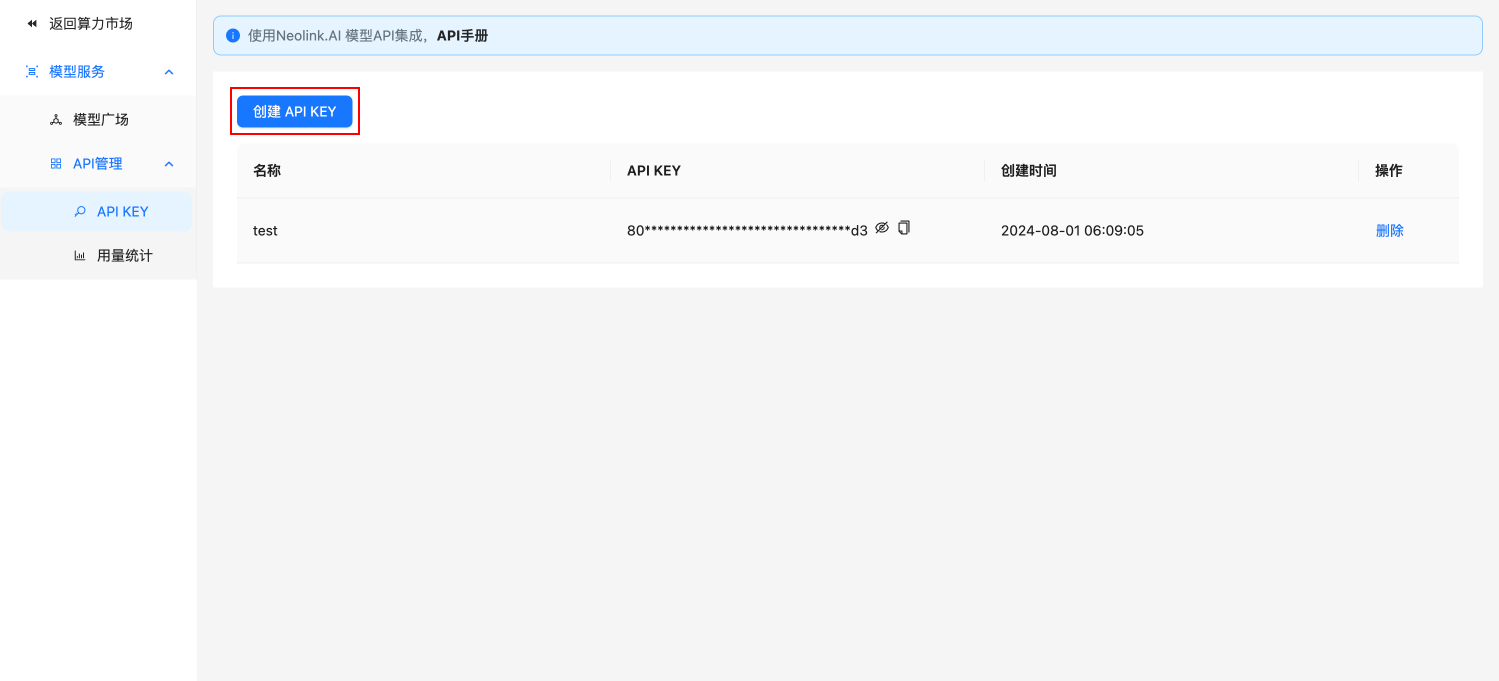 返回算力市场
模型服务
模型广场
API管理
API KEY
用量统计
使用Neolink.AI 模型API集成，API手册
创建 API KEY
名称 API KEY 创建时间 操作
test 80********************************d3 2024-08-01 06:09:05 删除